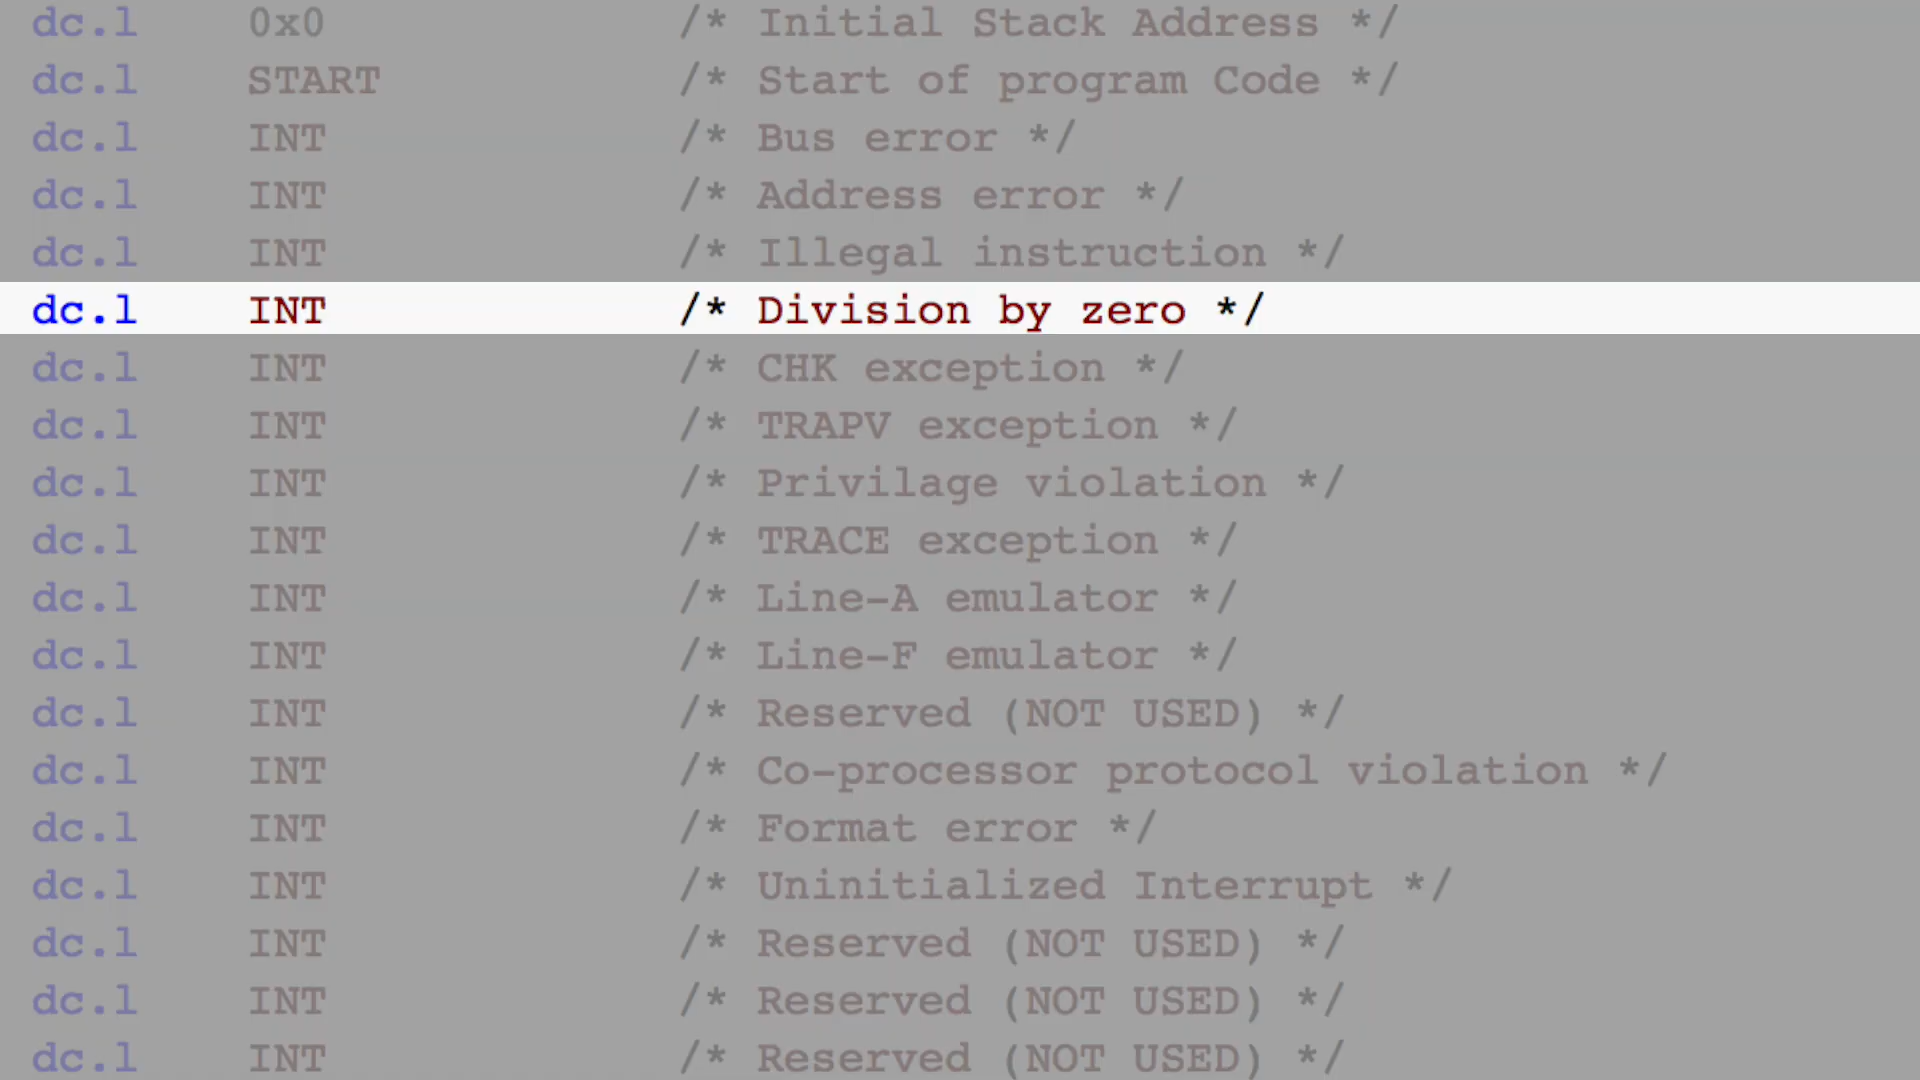 dc.l 0x0 /* Initial Stack Address */
dc.l START /* Start of program Code */
dc.l INT /* Bus error */
dc.l INT /* Address error */
dc.l INT /* Illegal instruction */
dc.l INT /* Division by zero */
dc.l INT /* CHK exception */
dc.l INT /* TRAPV exception */
dc.l INT /* Privilage violation */
dc.l INT /* TRACE exception */
dc.l INT /* Line-A emulator */
dc.l INT /* Line-F emulator */
dc.l INT /* Reserved (NOT USED) */
dc.l INT /* Co-processor protocol violation */
dc.l INT /* Format error */
dc.l INT /* Uninitialized Interrupt */
dc.l INT /* Reserved (NOT USED) */
dc.l INT /* Reserved (NOT USED) */
dc.l INT /* Reserved (NOT USED) */